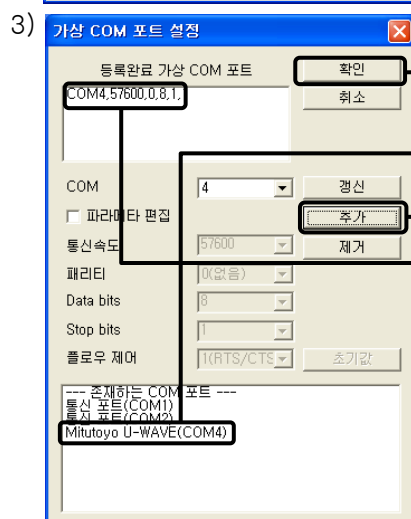 3)
가상 COM 포트 설정
등록완료 가상 COM 포트
확인
COM4,57600,0,8,1,
취소
COM
4
갱신
파라메타 편집
추가
통신속도
57600
제거
패리티
0(없음)
Data bits
8
Stop bits
1
플로우 제어
1(RTS/CTS
초기값
--- 존재하는 COM 포트 ---
통신 포트(COM1)
통신 포트(COM2)
Mitutoyo U-WAVE(COM4)